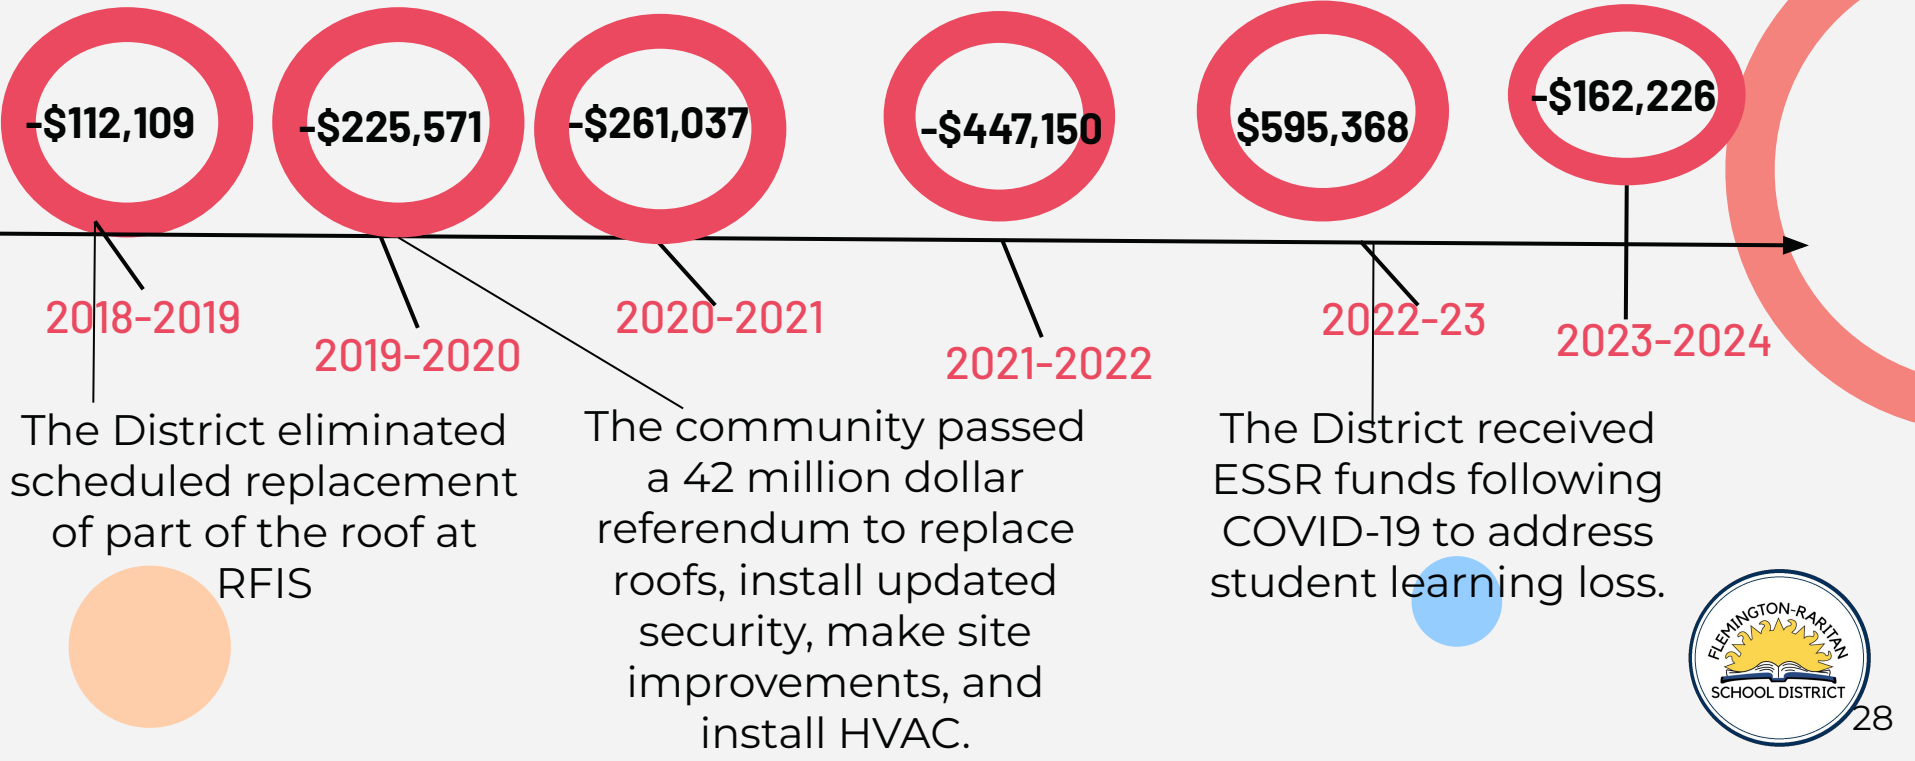 -$112,109
-$225,571
-$261,037
-$447,150
$595,368
-$162,226
2018-2019
2019-2020
2020-2021
2021-2022
2022-23
2023-2024
The District eliminated
scheduled replacement
of part of the roof at
RFIS
The community passed
a 42 million dollar
referendum to replace
roofs, install updated
security, make site
improvements, and
install HVAC.
The District received
ESSR funds following
COVID-19 to address
student learning loss.
FLEMINGTON-RARITAN
SCHOOL DISTRICT
28